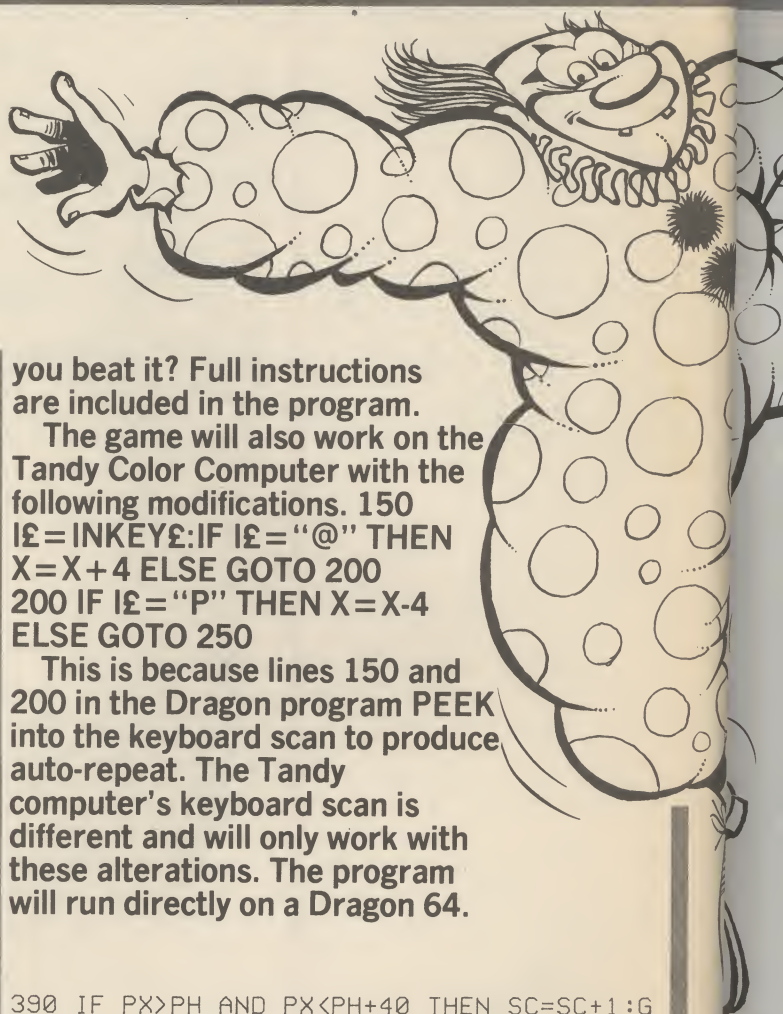 you beat it? Full instructions
are included in the program.
The game will also work on the
Tandy Color Computer with the
following modifications. 150
I£=INKEY£:IF I£="@" THEN
X=X+4 ELSE GOTO 200
200 IF I£="P" THEN X=X-4
ELSE GOTO 250
This is because lines 150 and
200 in the Dragon program PEEK
into the keyboard scan to produce
auto-repeat. The Tandy
computer's keyboard scan is
different and will only work with
these alterations. The program
will run directly on a Dragon 64.
390 IF PX>PH AND PX<PH+40 THEN SC=SC+1:G